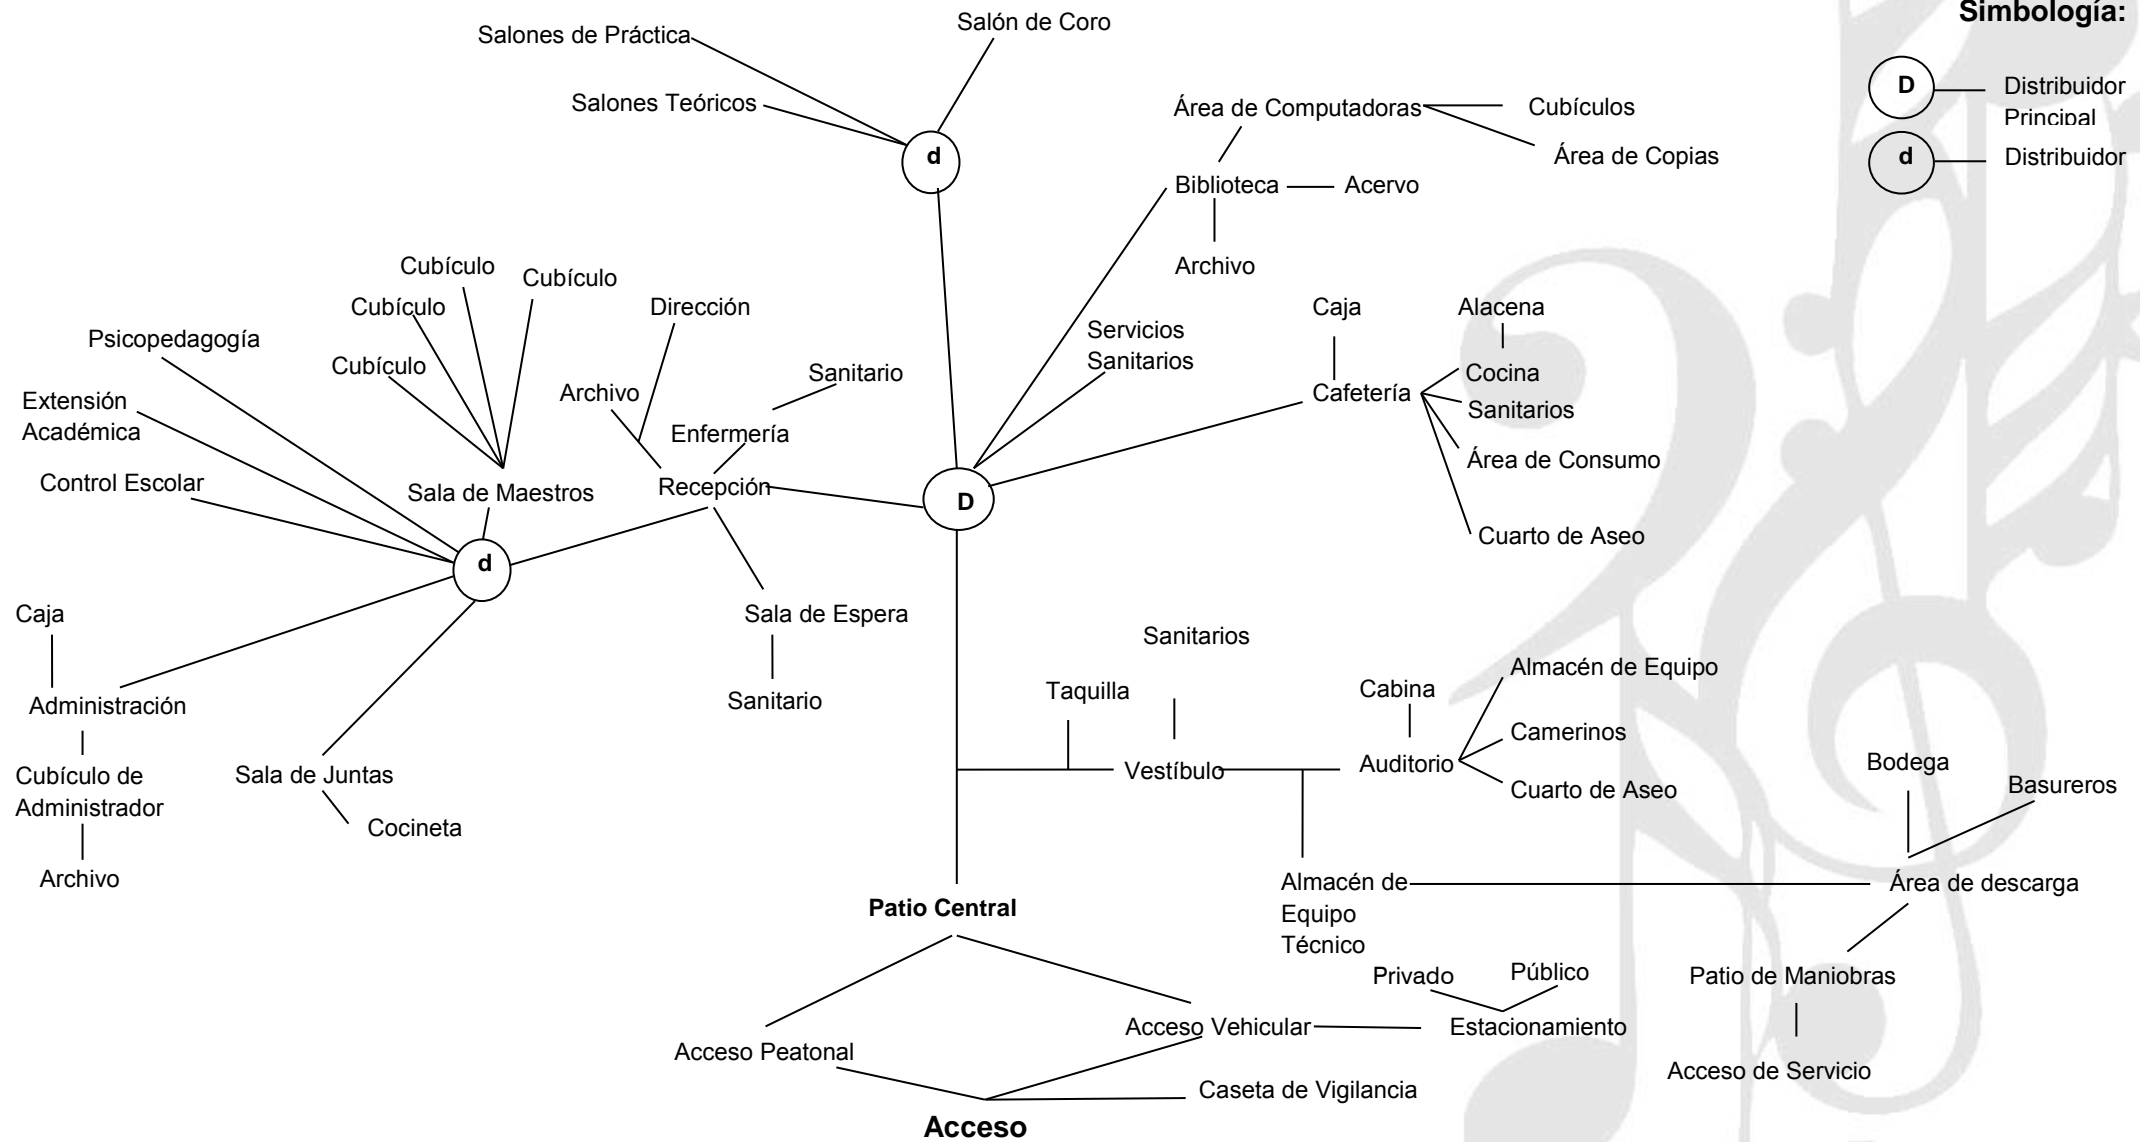 Simbología:
D
Distribuidor
Principal
d
Distribuidor
Salones de Práctica
Salón de Coro
Salones Teóricos
d
Área de Computadoras
Cubículos
Área de Copias
Biblioteca
Acervo
Archivo
Cubículo
Cubículo
Cubículo
Cubículo
Dirección
Psicopedagogía
Extensión
Académica
Control Escolar
Sala de Maestros
Archivo
Sanitario
Enfermería
Recepción
Servicios
Sanitarios
Caja
Alacena
Cafetería
Cocina
Sanitarios
Área de Consumo
Cuarto de Aseo
D
d
Caja
Administración
Cubículo de
Administrador
Archivo
Sala de Juntas
Cocineta
Sala de Espera
Sanitario
Sanitarios
Taquilla
Vestíbulo
Cabina
Auditorio
Almacén de Equipo
Camerinos
Cuarto de Aseo
Bodega
Basureros
Almacén de
Equipo
Técnico
Área de descarga
Patio Central
Privado
Público
Patio de Maniobras
Acceso Peatonal
Acceso Vehicular
Estacionamiento
Acceso de Servicio
Caseta de Vigilancia
Acceso